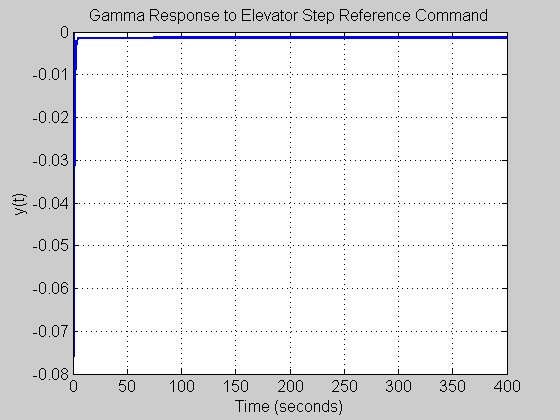 Gamma Response to Elevator Step Reference Command
0
-0.01
-0.02
-0.03
-0.04
-0.05
-0.06
-0.07
-0.08
y(t)
0 50 100 150 200 250 300 350 400
Time (seconds)